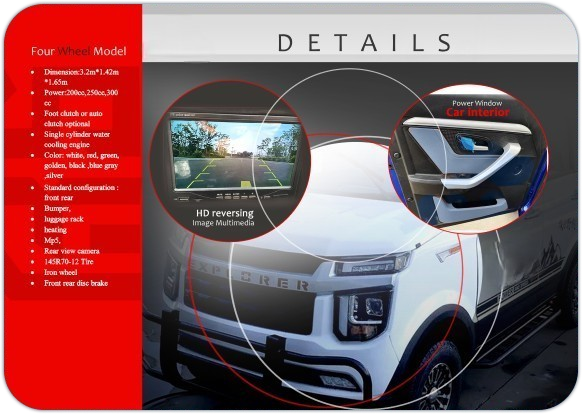 DETAILS
Four Wheel Model
Dimension:3.2m*1.42m
*1.65m
Power:200cc,250cc,300
cc
Foot clutch or auto
clutch optional
Single cylinder water
cooling engine
Color: white, red, green,
golden, black ,blue gray
,silver
Standard configuration :
front rear
Bumper,
luggage rack
heating
Mp5,
Rear view camera
145R70-12 Tire
Iron wheel
Front rear disc brake
HD reversing
Image Multimedia
Power Window
Car interior
EXPLORER